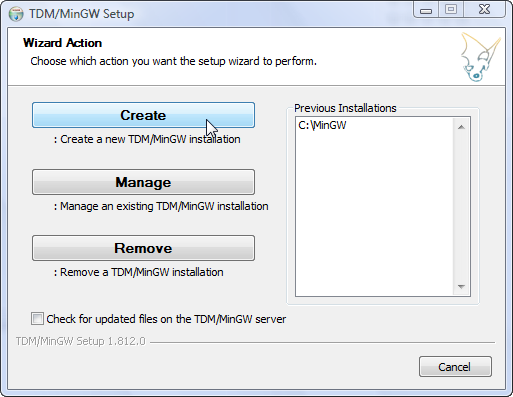 TDM/MinGW Setup
Wizard Action
Choose which action you want the setup wizard to perform.
Create
: Create a new TDM/MinGW installation
Manage
: Manage an existing TDM/MinGW installation
Remove
: Remove a TDM/MinGW installation
Previous Installations
C:\MinGW
Check for updated files on the TDM/MinGW server
TDM/MinGW Setup 1.812.0
Cancel